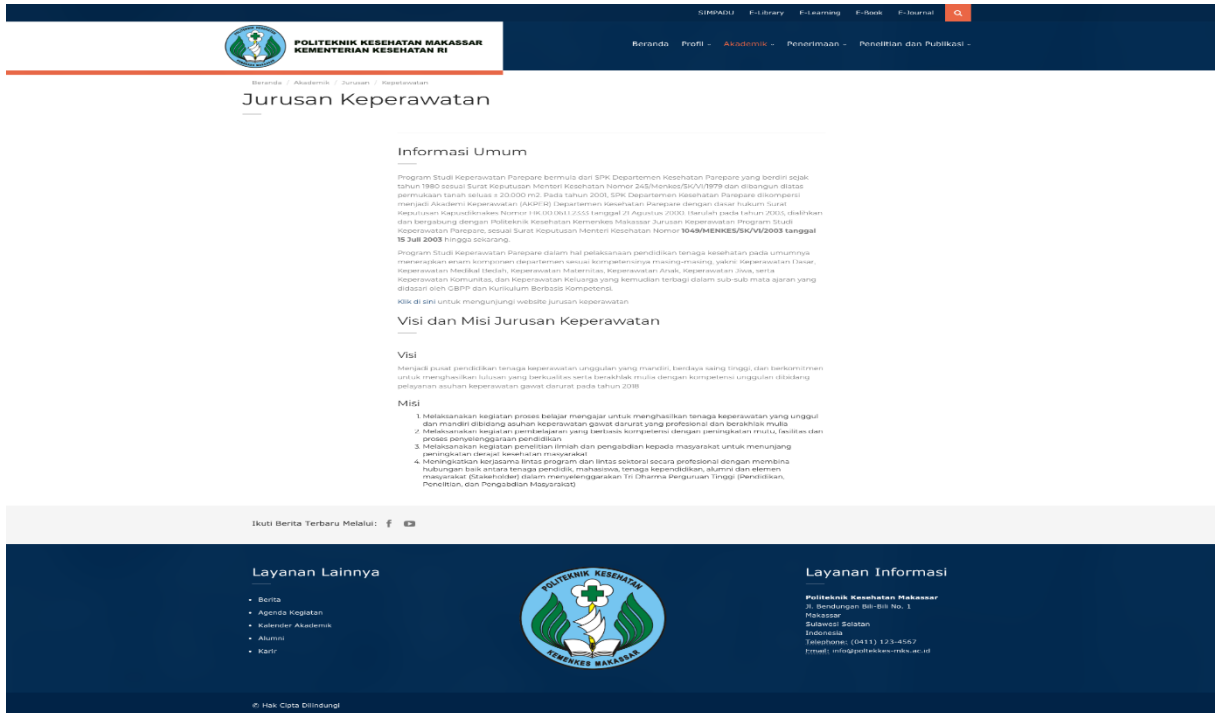 SIMPADU E-Library E-Learning E-Book E-Journal
POLITEKNIK KESEHATAN MAKASSAR
KEMENTERIAN KESEHATAN RI
Beranda Profil Akademik Penerimaan Penelitian dan Publikasi
Beranda / Akademik / Jurusan / Keperawatan
Jurusan Keperawatan
Informasi Umum
Program Studi Keperawatan Parepare bermula dari SPK Departemen Kesehatan Parepare yang berdiri sejak
tahun 1980 sesuai Surat Keputusan Menteri Kesehatan Nomer 245/Menkes/SK/VI/1979 dan dibangun diatas
permukaan tanah seluas ± 20.000 m2. Pada tahun 2001, SPK Departemen Kesehatan Parepare dikompersi
menjadi Akademi Keperawatan (AKPER) Departemen Kesehatan Parepare dengan dasar hukum Surat
Keputusan Kapusdiknakes Nomor HK.00.06.1.1.2333 tanggal 21 Agustus 2000. Barulah pada tahun 2003, dialihkan
dan bergabung dengan Politeknik Kesehatan Kemenkes Makassar Jurusan Keperawatan Program Studi
Keperawatan Parepare, sesuai Surat Keputusan Menteri Kesehatan Nomor 1049/MENKES/SK/VI/2003 tanggal
15 Juli 2003 hingga sekarang.
Program Studi Keperawatan Parepare dalam hal pelaksanaan pendidikan tenaga kesehatan pada umumnya
menerapkan enam komponen departemen sesuai kompetensinya masing-masing, yakni: Keperawatan Dasar,
Keperawatan Medikal Bedah, Keperawatan Maternitas, Keperawatan Anak, Keperawatan Jiwa, serta
Keperawatan Komunitas, dan Keperawatan Keluarga yang kemudian terbagi dalam sub-sub mata ajaran yang
didasari oleh GBPP dan Kurikulum Berbasis Kompetensi.
Klik di sini untuk mengunjungi website jurusan keperawatan
Visi dan Misi Jurusan Keperawatan
Visi
Menjadi pusat pendidikan tenaga keperawatan unggulan yang mandiri, berdaya saing tinggi, dan berkomitmen
untuk menghasilkan lulusan yang berkualitas serta berakhlak mulia dengan kompetensi unggulan dibidang
pelayanan asuhan keperawatan gawat darurat pada tahun 2018
Misi
1. Melaksanakan kegiatan proses belajar mengajar untuk menghasilkan tenaga keperawatan yang unggul
dan mandiri dibidang asuhan keperawatan gawat darurat yang profesional dan berakhlak mulia
2. Melaksanakan kegiatan pembelajaran yang berbasis kompetensi dengan peningkatan mutu, fasilitas dan
proses penyelenggaraan pendidikan
3. Melaksanakan kegiatan penelitian ilmiah dan pengabdian kepada masyarakat untuk menunjang
peningkatan derajat kesehatan masyarakat
4. Meningkatkan kerjasama lintas program dan lintas sektoral secara profesional dengan membina
hubungan baik antara tenaga pendidik, mahasiswa, tenaga kependidikan, alumni dan elemen
masyarakat (Stakeholder) dalam menyelenggarakan Tri Dharma Perguruan Tinggi (Pendidikan,
Penelitian, dan Pengabdian Masyarakat)
Ikuti Berita Terbaru Melalui:
Layanan Lainnya
• Berita
• Agenda Kegiatan
• Kalender Akademik
• Alumni
• Karir
POLITEKNIK KESEHATAN
KEMENKES MAKASSAR
Layanan Informasi
Politeknik Kesehatan Makassar
Jl. Bendungan Bili-Bili No. 1
Makassar
Sulawesi Selatan
Indonesia
Telephone: (0411) 123-4567
Email: info@poltekkes-mks.ac.id
© Hak Cipta Dilindungi